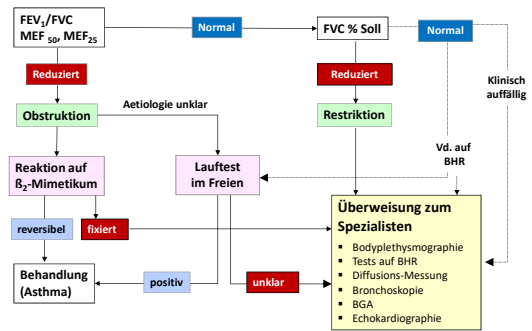 FEV1/FVC
MEF 50, MEF25
Normal
FVC % Soll
Normal
Reduziert
Reduziert
Klinisch
auffällig
Obstruktion
Aetiologie unklar
Restriktion
Vd. auf
BHR
Reaktion auf
ß2-Mimetikum
Lauftest
im Freien
reversibel
fixiert
Behandlung
(Asthma)
positiv
unklar
Überweisung zum
Spezialisten
▪ Bodyplethysmographie
▪ Tests auf BHR
▪ Diffusions-Messung
▪ Bronchoskopie
▪ BGA
▪ Echokardiographie